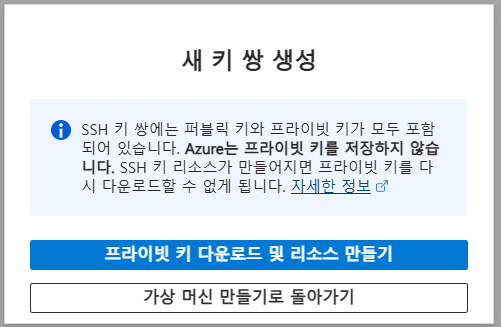 새 키 쌍 생성
SSH 키 쌍에는 퍼블릭 키와 프라이빗 키가 모두 포함
되어 있습니다. Azure는 프라이빗 키를 저장하지 않습
니다. SSH 키 리소스가 만들어지면 프라이빗 키를 다
시 다운로드할 수 없게 됩니다. 자세한 정보
프라이빗 키 다운로드 및 리소스 만들기
가상 머신 만들기로 돌아가기